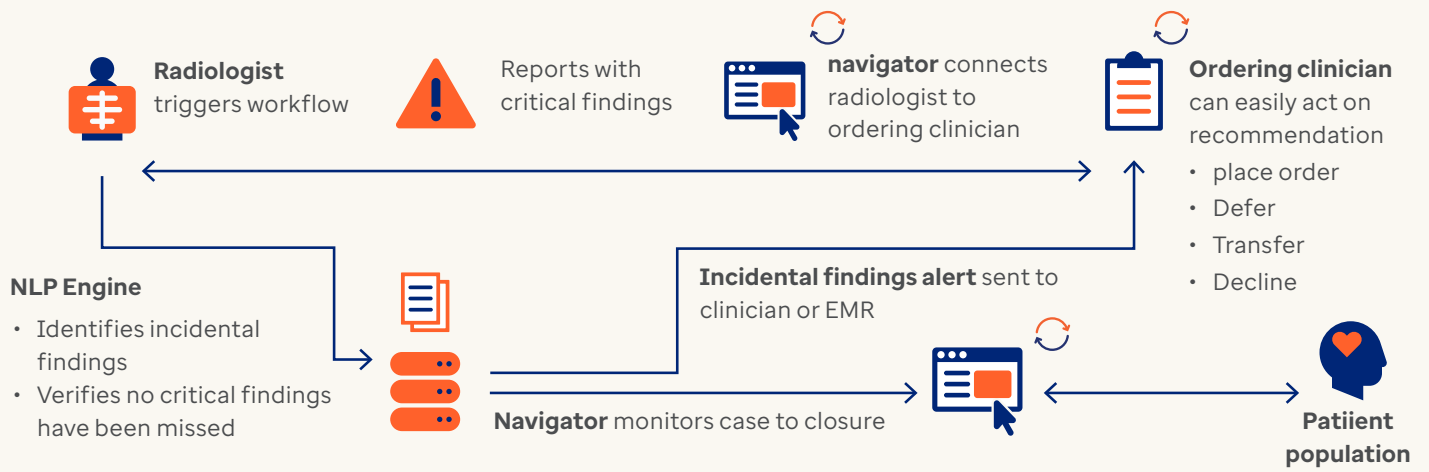 Radiologist
triggers workflow
Reports with
critical findings
navigator connects
radiologist to
ordering clinician
Ordering clinician
can easily act on
recommendation
• place order
• Defer
• Transfer
• Decline
NLP Engine
• Identifies incidental
findings
• Verifies no critical findings
have been missed
Incidental findings alert sent to
clinician or EMR
Navigator monitors case to closure
Patiient
population